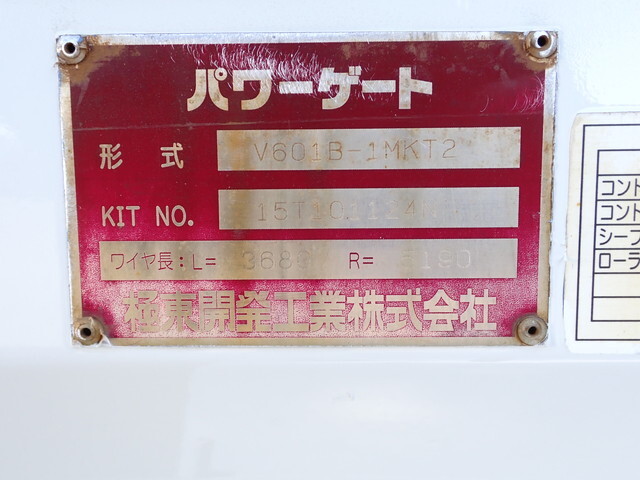 パワーゲート
形式 V601B-1MKT2
KIT NO.
ワイヤ長:L= R=
極東開発工業株式会社
コント
コント
シーブ
ローラ